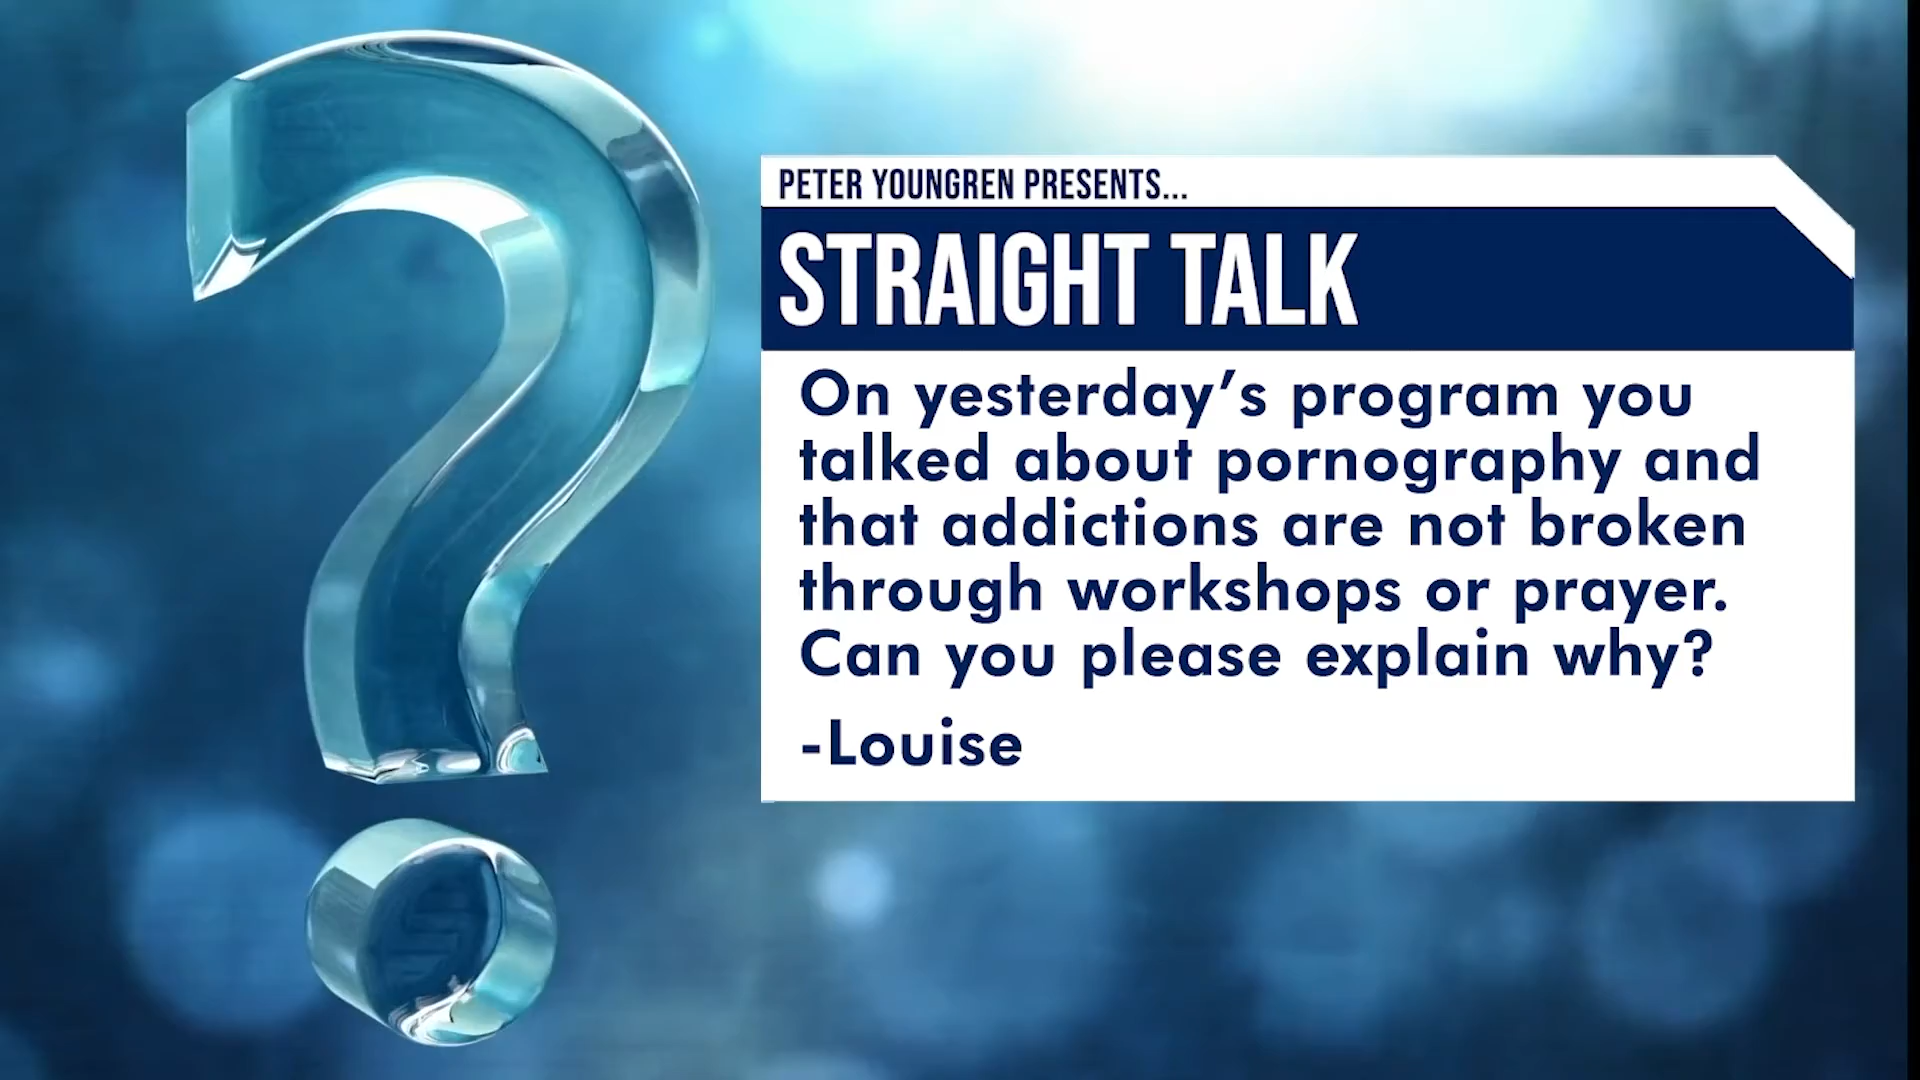 PETER YOUNGREN PRESENTS...
STRAIGHT TALK
On yesterday's program you
talked about pornography and
that addictions are not broken
through workshops or prayer.
Can you please explain why?
-Louise